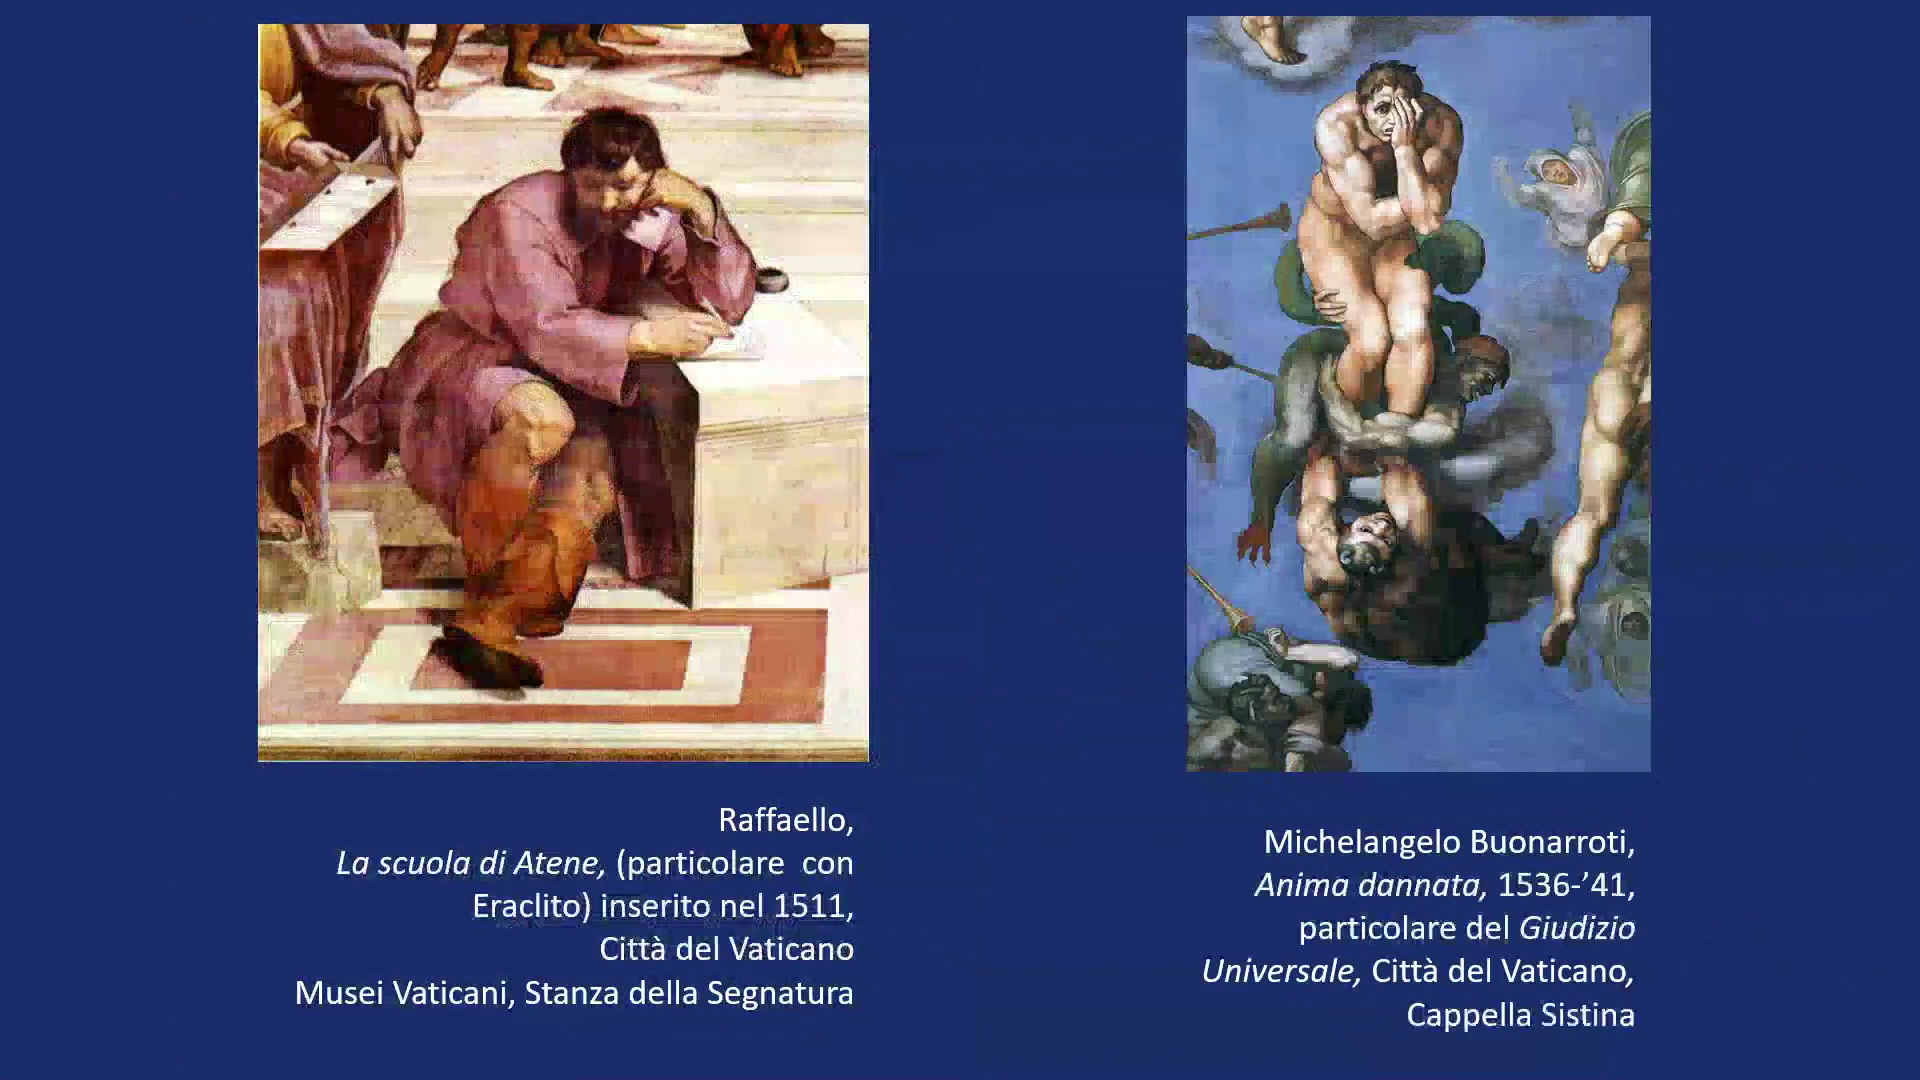 Raffaello,
La scuola di Atene, (particolare con
Eraclito) inserito nel 1511,
Città del Vaticano
Musei Vaticani, Stanza della Segnatura
Michelangelo Buonarroti,
Anima dannata, 1536-’41,
particolare del Giudizio
Universale, Città del Vaticano,
Cappella Sistina